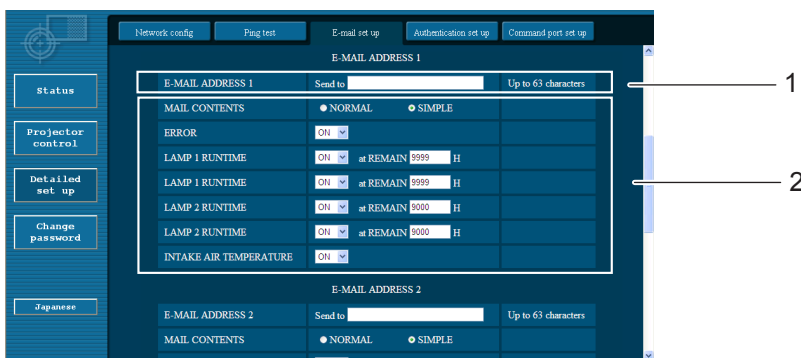 Network config Ping test E-mail set up Authentication set up Command port set up
E-MAIL ADDRESS 1
E-MAIL ADDRESS 1 Send to Up to 63 characters
MAIL CONTENTS NORMAL SIMPLE
ERROR ON
LAMP 1 RUNTIME ON at REMAIN 9999 H
LAMP 1 RUNTIME ON at REMAIN 9999 H
LAMP 2 RUNTIME ON at REMAIN 9000 H
LAMP 2 RUNTIME ON at REMAIN 9000 H
INTAKE AIR TEMPERATURE ON
E-MAIL ADDRESS 2
E-MAIL ADDRESS 2 Send to Up to 63 characters
MAIL CONTENTS NORMAL SIMPLE
Status
Projector
control
Detailed
set up
Change
password
Japanese
1
2